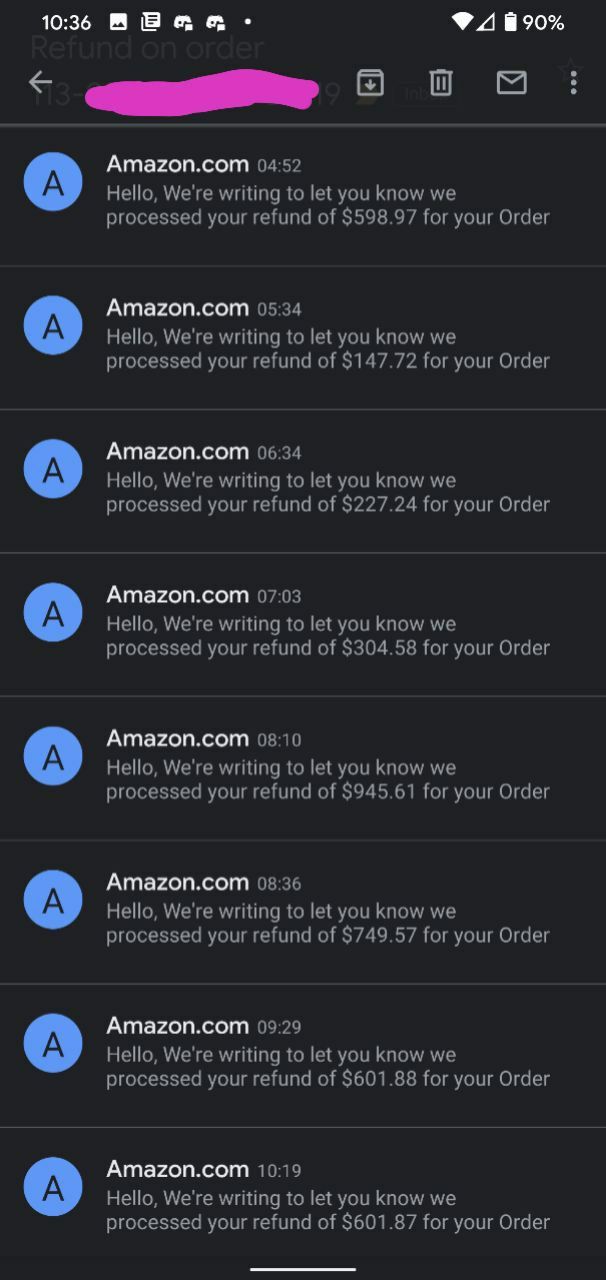 10:36 90%
Refund on order
113- 19 Inbox
A
Amazon.com 04:52
Hello, We're writing to let you know we
processed your refund of $598.97 for your Order
A
Amazon.com 05:34
Hello, We're writing to let you know we
processed your refund of $147.72 for your Order
A
Amazon.com 06:34
Hello, We're writing to let you know we
processed your refund of $227.24 for your Order
A
Amazon.com 07:03
Hello, We're writing to let you know we
processed your refund of $304.58 for your Order
A
Amazon.com 08:10
Hello, We're writing to let you know we
processed your refund of $945.61 for your Order
A
Amazon.com 08:36
Hello, We're writing to let you know we
processed your refund of $749.57 for your Order
A
Amazon.com 09:29
Hello, We're writing to let you know we
processed your refund of $601.88 for your Order
A
Amazon.com 10:19
Hello, We're writing to let you know we
processed your refund of $601.87 for your Order